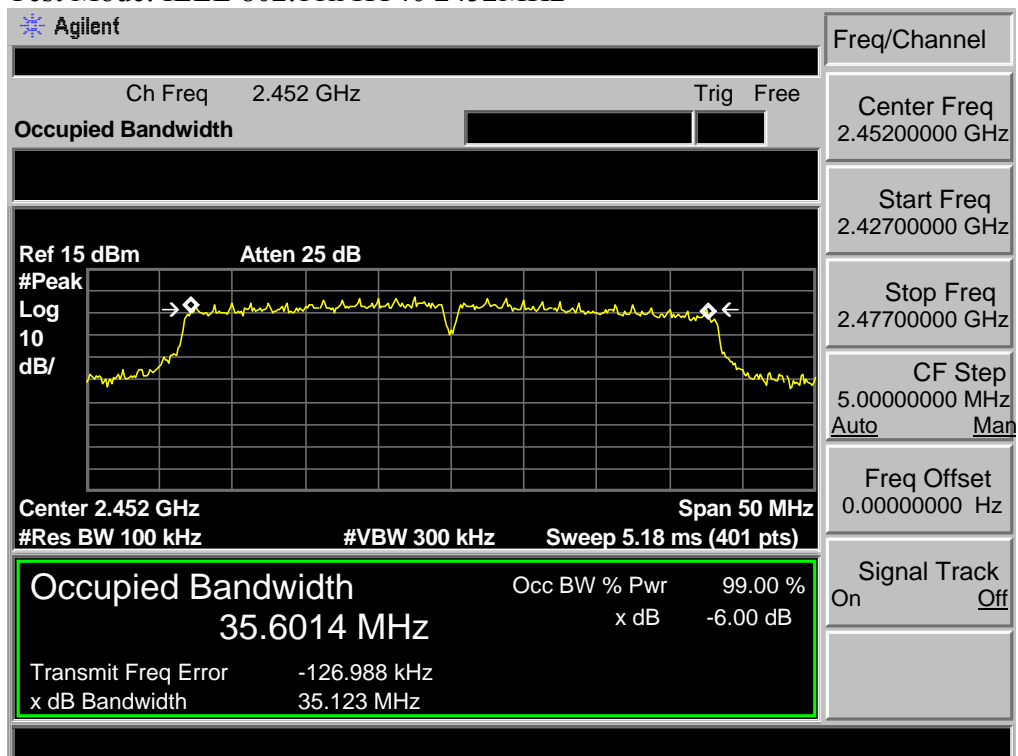 Agilent
Freq/Channel
Ch Freq 2.452 GHz Trig Free
Occupied Bandwidth
Center Freq
2.45200000 GHz
Start Freq
2.42700000 GHz
Ref 15 dBm Atten 25 dB
#Peak
Log
10
dB/
Stop Freq
2.47700000 GHz
CF Step
5.00000000 MHz
Auto Man
Freq Offset
0.00000000 Hz
Center 2.452 GHz Span 50 MHz
#Res BW 100 kHz #VBW 300 kHz Sweep 5.18 ms (401 pts)
Signal Track
On Off
Occupied Bandwidth
35.6014 MHz
Occ BW % Pwr 99.00 %
x dB -6.00 dB
Transmit Freq Error -126.988 kHz
x dB Bandwidth 35.123 MHz